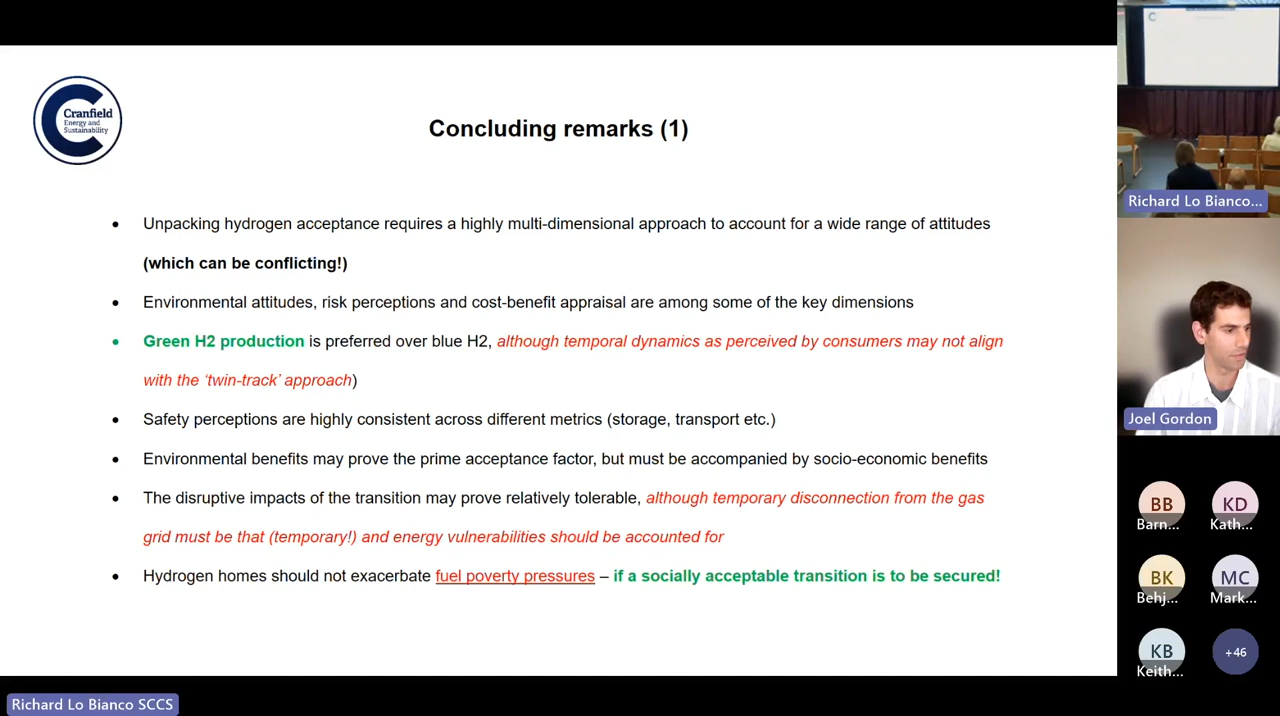 Cranfield
Energy and
Sustainability
Concluding remarks (1)
• Unpacking hydrogen acceptance requires a highly multi-dimensional approach to account for a wide range of attitudes
(which can be conflicting!)
• Environmental attitudes, risk perceptions and cost-benefit appraisal are among some of the key dimensions
• Green H2 production is preferred over blue H2, although temporal dynamics as perceived by consumers may not align
with the ‘twin-track’ approach)
• Safety perceptions are highly consistent across different metrics (storage, transport etc.)
• Environmental benefits may prove the prime acceptance factor, but must be accompanied by socio-economic benefits
• The disruptive impacts of the transition may prove relatively tolerable, although temporary disconnection from the gas
grid must be that (temporary!) and energy vulnerabilities should be accounted for
• Hydrogen homes should not exacerbate fuel poverty pressures – if a socially acceptable transition is to be secured!
Richard Lo Bianco SCCS
Richard Lo Bianco...
Joel Gordon
BB
Barn...
KD
Kath...
BK
Behj...
MC
Mark...
KB
Keith...
+46